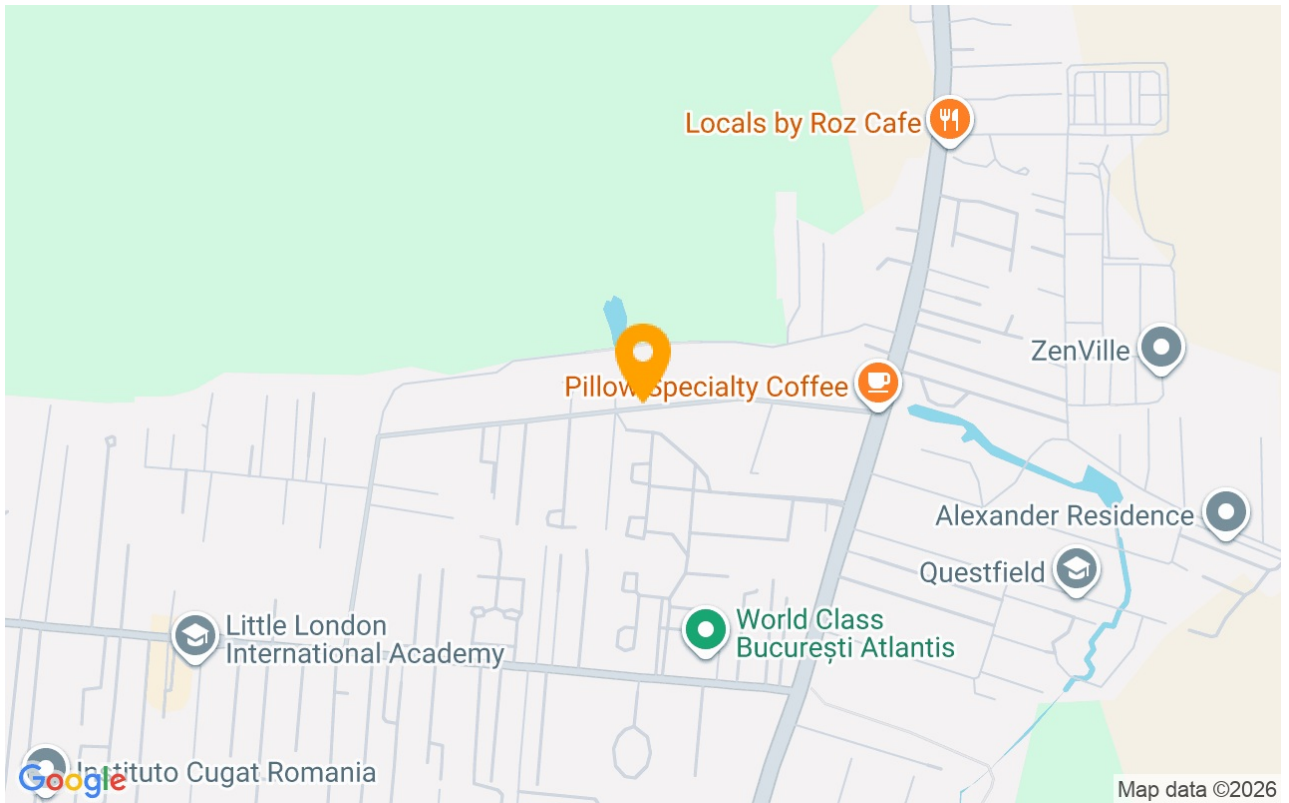 Locals by Roz Cafe
ZenVille
Pillow Specialty Coffee
Alexander Residence
Questfield
World Class
București Atlantis
Little London
International Academy
Instituto Cugat Romania
Google
Map data ©2026